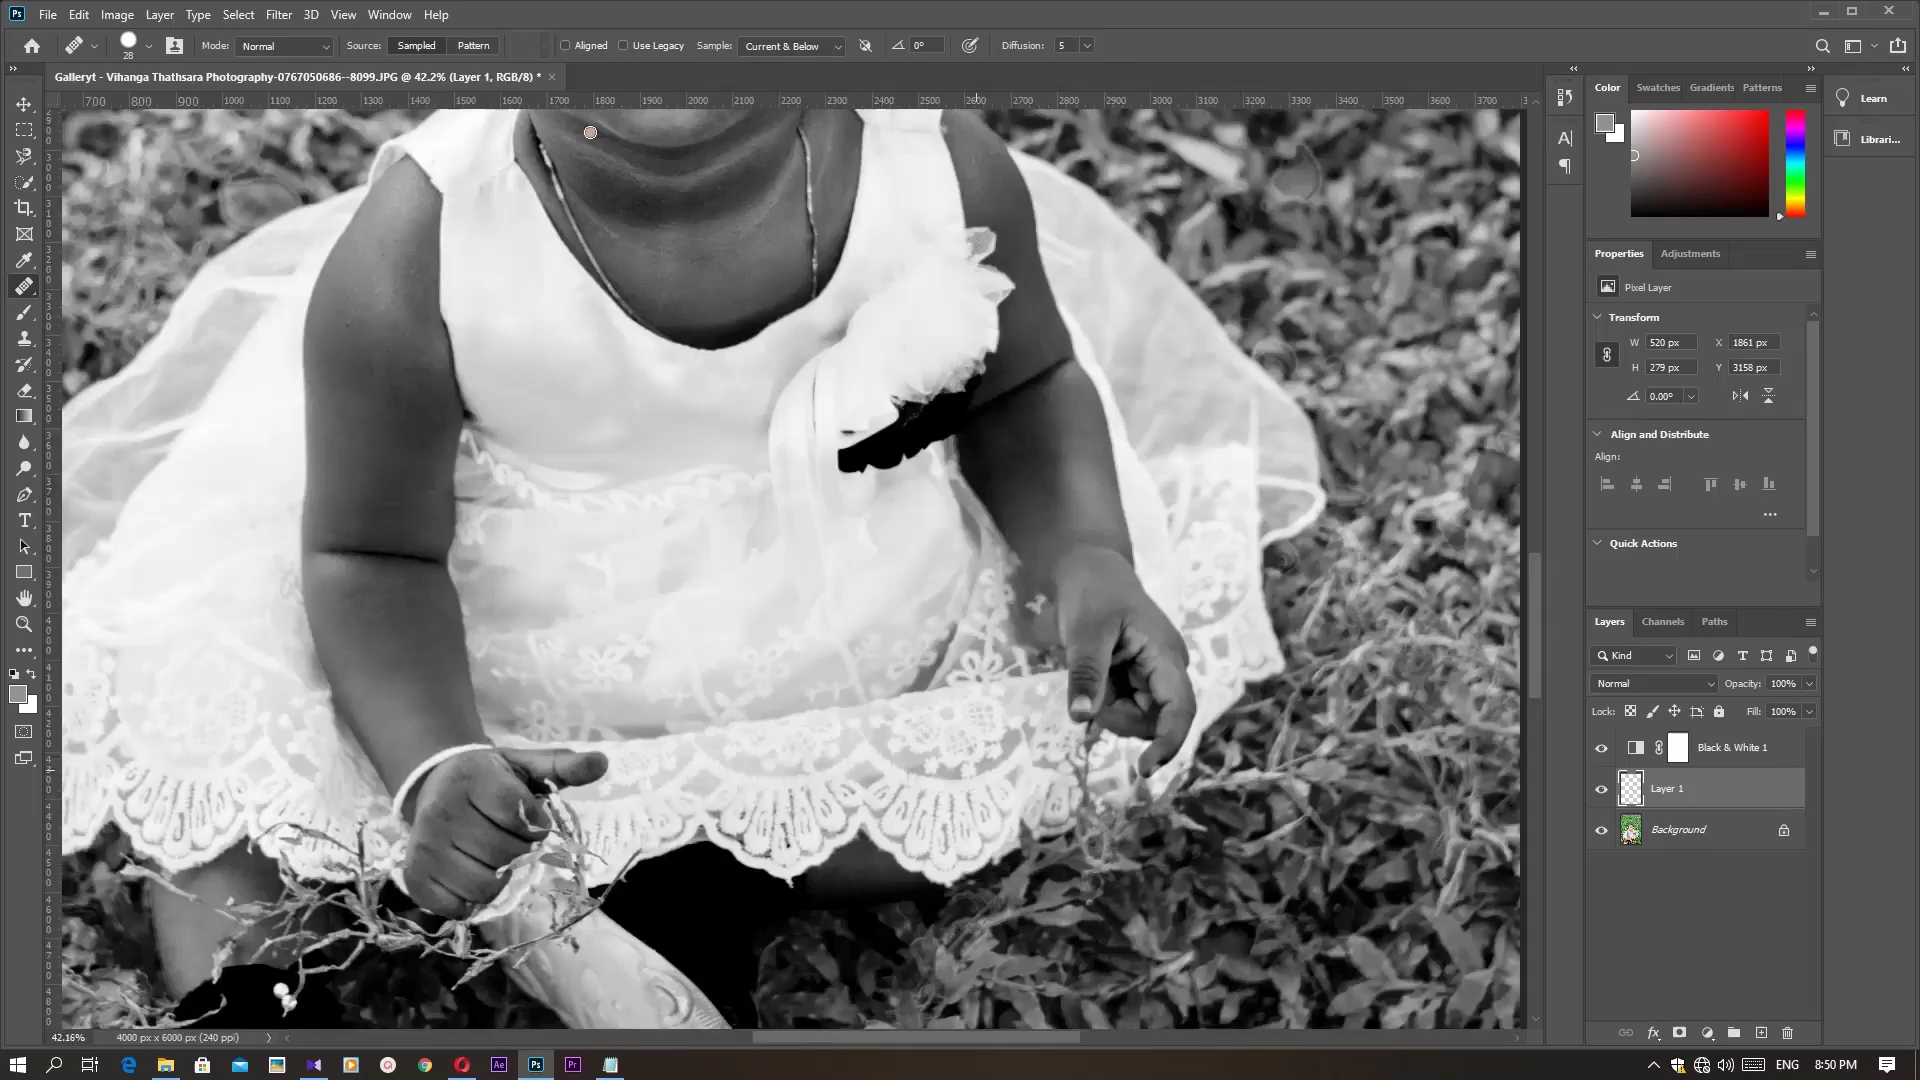 File Edit Image Layer Type Select Filter 3D View Window Help
28 Mode: Normal Source: Sampled Pattern Aligned Use Legacy Sample: Current & Below 0° Diffusion: 5
Galleryt - Vihanga Thathsara Photography-0767050686--8099.JPG @ 42.2% (Layer 1, RGB/8) *
700 800 900 1000 1100 1200 1300 1400 1500 1600 1700 1800 1900 2000 2100 2200 2300 2400 2500 2600 2700 2800 2900 3000 3100 3200 3300 3400 3500 3600 3700
Color Swatches Gradients Patterns
Learn
Librari...
Properties Adjustments
Pixel Layer
Transform
W 520 px X 1861 px
H 279 px Y 3158 px
0.00°
Align and Distribute
Align:
Quick Actions
Layers Channels Paths
Kind
Normal Opacity: 100%
Lock: Fill: 100%
Black & White 1
Layer 1
Background
42.16% 4000 px x 6000 px (240 ppi)
Ae Ps Pr ENG 8:50 PM